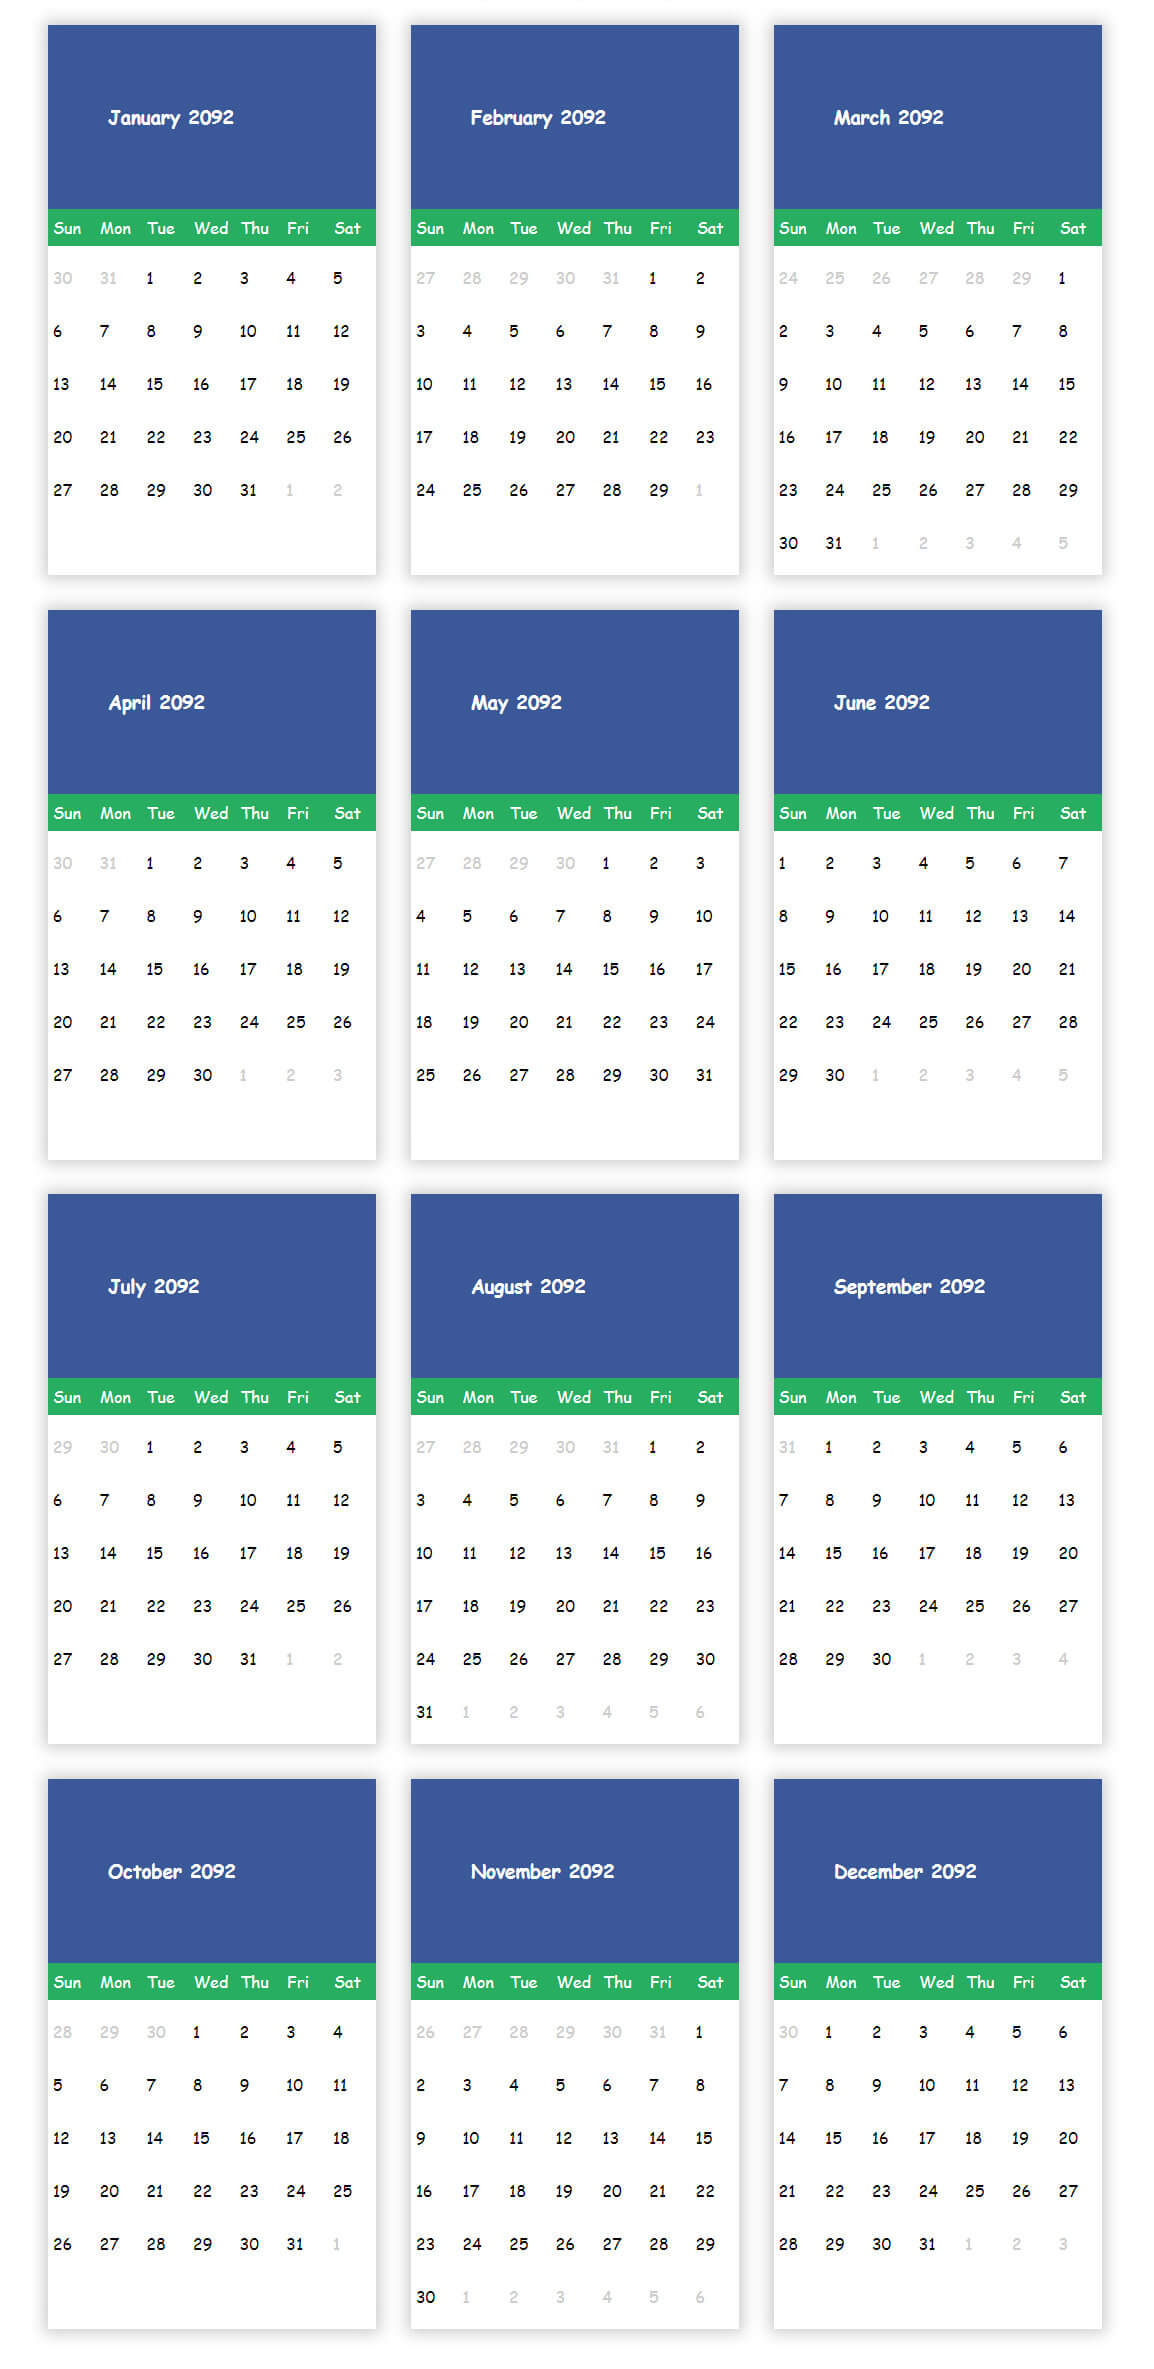 January 2092
Sun Mon Tue Wed Thu Fri Sat
30 31 1 2 3 4 5
6 7 8 9 10 11 12
13 14 15 16 17 18 19
20 21 22 23 24 25 26
27 28 29 30 31 1 2
February 2092
Sun Mon Tue Wed Thu Fri Sat
27 28 29 30 31 1 2
3 4 5 6 7 8 9
10 11 12 13 14 15 16
17 18 19 20 21 22 23
24 25 26 27 28 29 1
March 2092
Sun Mon Tue Wed Thu Fri Sat
24 25 26 27 28 29 1
2 3 4 5 6 7 8
9 10 11 12 13 14 15
16 17 18 19 20 21 22
23 24 25 26 27 28 29
30 31 1 2 3 4 5
April 2092
Sun Mon Tue Wed Thu Fri Sat
30 31 1 2 3 4 5
6 7 8 9 10 11 12
13 14 15 16 17 18 19
20 21 22 23 24 25 26
27 28 29 30 1 2 3
May 2092
Sun Mon Tue Wed Thu Fri Sat
27 28 29 30 1 2 3
4 5 6 7 8 9 10
11 12 13 14 15 16 17
18 19 20 21 22 23 24
25 26 27 28 29 30 31
June 2092
Sun Mon Tue Wed Thu Fri Sat
1 2 3 4 5 6 7
8 9 10 11 12 13 14
15 16 17 18 19 20 21
22 23 24 25 26 27 28
29 30 1 2 3 4 5
July 2092
Sun Mon Tue Wed Thu Fri Sat
29 30 1 2 3 4 5
6 7 8 9 10 11 12
13 14 15 16 17 18 19
20 21 22 23 24 25 26
27 28 29 30 31 1 2
August 2092
Sun Mon Tue Wed Thu Fri Sat
27 28 29 30 31 1 2
3 4 5 6 7 8 9
10 11 12 13 14 15 16
17 18 19 20 21 22 23
24 25 26 27 28 29 30
31 1 2 3 4 5 6
September 2092
Sun Mon Tue Wed Thu Fri Sat
31 1 2 3 4 5 6
7 8 9 10 11 12 13
14 15 16 17 18 19 20
21 22 23 24 25 26 27
28 29 30 1 2 3 4
October 2092
Sun Mon Tue Wed Thu Fri Sat
28 29 30 1 2 3 4
5 6 7 8 9 10 11
12 13 14 15 16 17 18
19 20 21 22 23 24 25
26 27 28 29 30 31 1
November 2092
Sun Mon Tue Wed Thu Fri Sat
26 27 28 29 30 31 1
2 3 4 5 6 7 8
9 10 11 12 13 14 15
16 17 18 19 20 21 22
23 24 25 26 27 28 29
30 1 2 3 4 5 6
December 2092
Sun Mon Tue Wed Thu Fri Sat
30 1 2 3 4 5 6
7 8 9 10 11 12 13
14 15 16 17 18 19 20
21 22 23 24 25 26 27
28 29 30 31 1 2 3